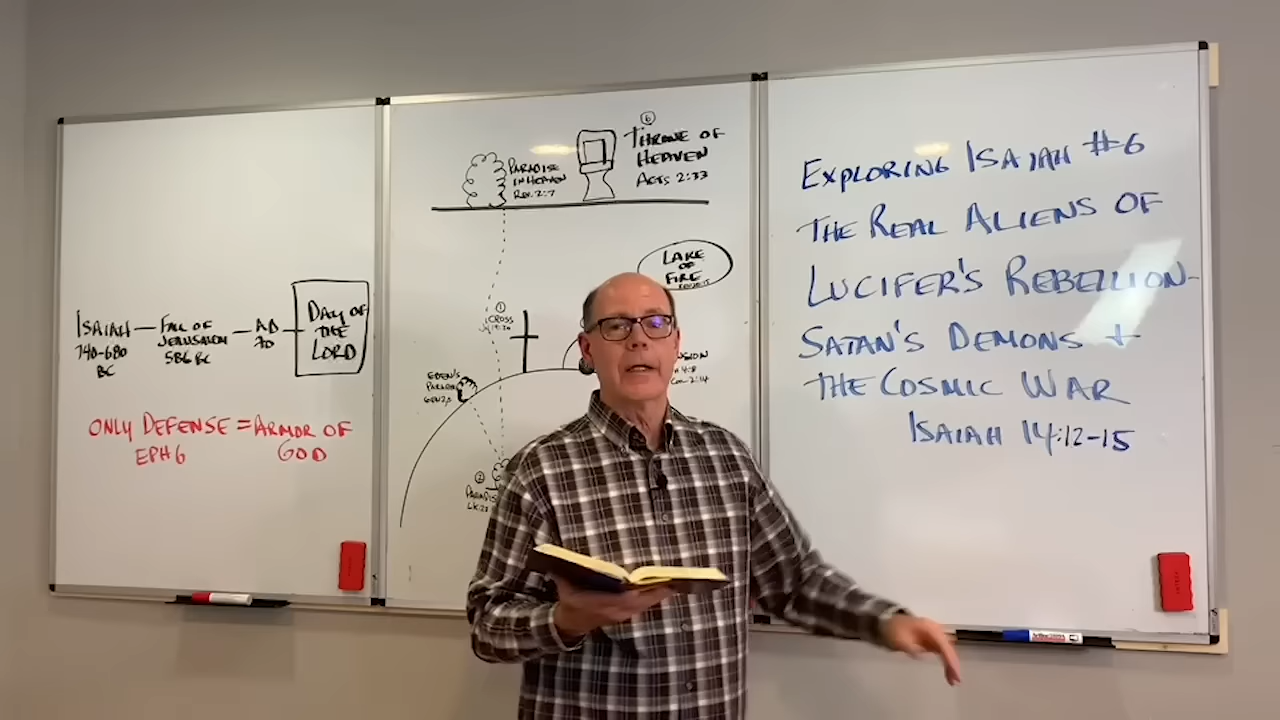 ISAIAH — FALL OF — AD — DAY OF
740-680 JERUSALEM 70 THE
BC 586 BC LORD
ONLY DEFENSE = ARMOR OF
EPH 6 GOD
⑥
THRONE OF
HEAVEN
ACTS 2:33
PARADISE
IN HEAVEN
REV. 2:7
LAKE
OF
FIRE
①
CROSS
EDEN'S
②
EXPLORING ISAIAH #6
THE REAL ALIENS OF
LUCIFER'S REBELLION-
SATAN'S DEMONS +
THE COSMIC WAR
ISAIAH 14:12-15